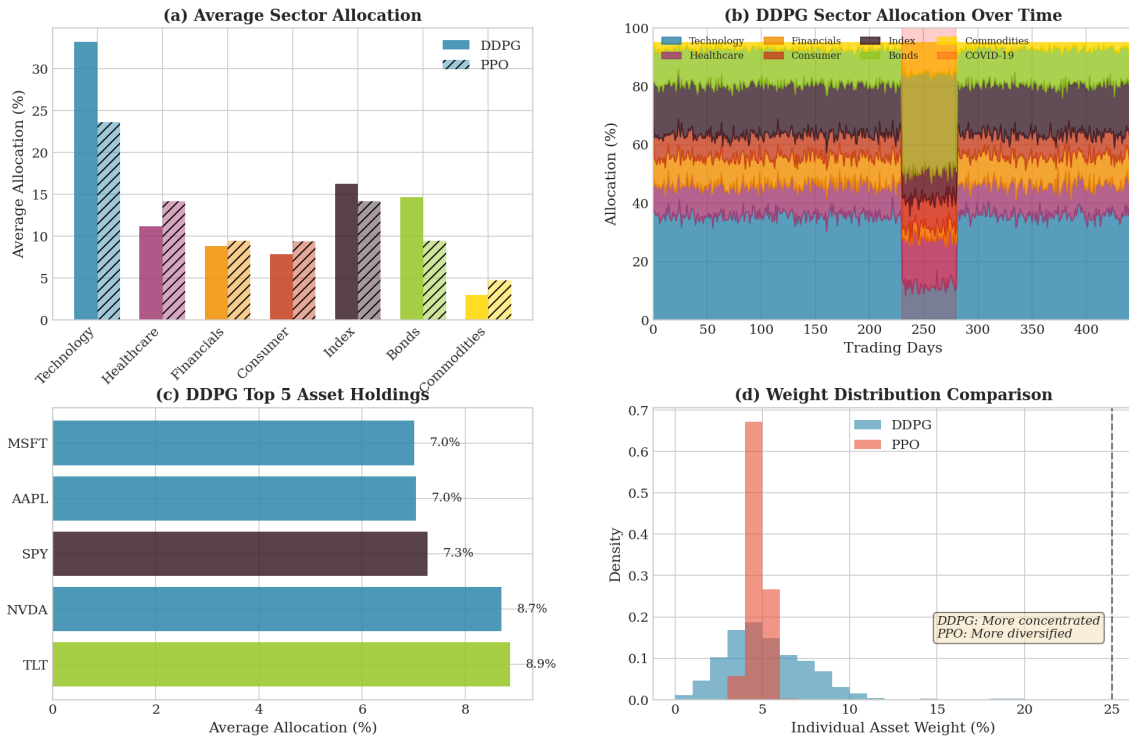 (a) Average Sector Allocation
Average Allocation (%)
30
25
20
15
10
5
0
DDPG
PPO
Technology
Healthcare
Financials
Consumer
Index
Bonds
Commodities
(b) DDPG Sector Allocation Over Time
Allocation (%)
100
80
60
40
20
0
Technology
Financials
Index
Commodities
Healthcare
Consumer
Bonds
COVID-19
0
50
100
150
200
250
300
350
400
Trading Days
(c) DDPG Top 5 Asset Holdings
MSFT
7.0%
AAPL
7.0%
SPY
7.3%
NVDA
8.7%
TLT
8.9%
0
2
4
6
8
Average Allocation (%)
(d) Weight Distribution Comparison
Density
0.7
0.6
0.5
0.4
0.3
0.2
0.1
0.0
DDPG
PPO
DDPG: More concentrated
PPO: More diversified
0
5
10
15
20
25
Individual Asset Weight (%)